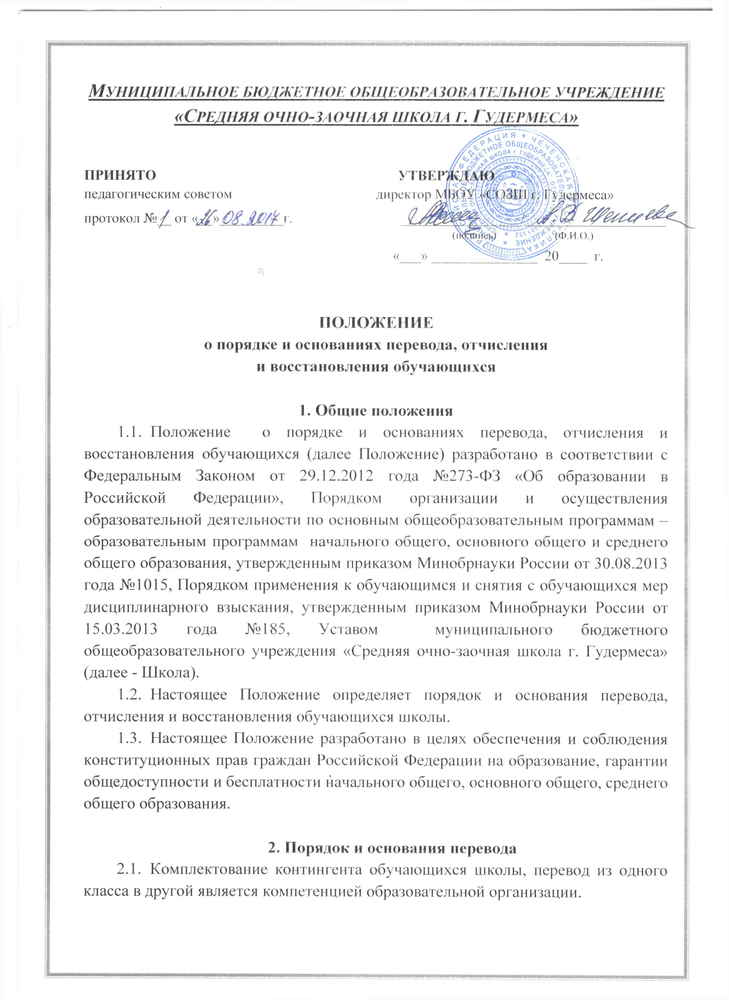 МУНИЦИПАЛЬНОЕ БЮДЖЕТНОЕ ОБЩЕОБРАЗОВАТЕЛЬНОЕ УЧРЕЖДЕНИЕ
«СРЕДНЯЯ ОЧНО-ЗАОЧНАЯ ШКОЛА Г. ГУДЕРМЕСА»
ПРИНЯТО
педагогическим советом
протокол № 1 от «26» 08.2017 г.
УТВЕРЖДАЮ
директор МБОУ «СОЗШ г. Гудермеса»
(подпись) (Ф.И.О.)
«___» _______________ 20____ г.
ПОЛОЖЕНИЕ
о порядке и основаниях перевода, отчисления
и восстановления обучающихся
1. Общие положения
1.1. Положение о порядке и основаниях перевода, отчисления и
восстановления обучающихся (далее Положение) разработано в соответствии с
Федеральным Законом от 29.12.2012 года №273-ФЗ «Об образовании в
Российской Федерации», Порядком организации и осуществления
образовательной деятельности по основным общеобразовательным программам –
образовательным программам начального общего, основного общего и среднего
общего образования, утвержденным приказом Минобрнауки России от 30.08.2013
года №1015, Порядком применения к обучающимся и снятия с обучающихся мер
дисциплинарного взыскания, утвержденным приказом Минобрнауки России от
15.03.2013 года №185, Уставом муниципального бюджетного
общеобразовательного учреждения «Средняя очно-заочная школа г. Гудермеса»
(далее - Школа).
1.2. Настоящее Положение определяет порядок и основания перевода,
отчисления и восстановления обучающихся школы.
1.3. Настоящее Положение разработано в целях обеспечения и соблюдения
конституционных прав граждан Российской Федерации на образование, гарантии
общедоступности и бесплатности начального общего, основного общего, среднего
общего образования.
2. Порядок и основания перевода
2.1. Комплектование контингента обучающихся школы, перевод из одного
класса в другой является компетенцией образовательной организации.